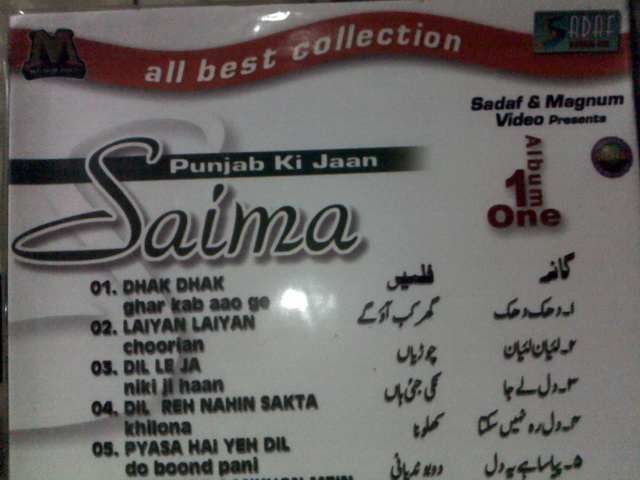 all best collection
SADAF
Sadaf & Magnum
Video Presents
Punjab Ki Jaan
Saima
Album
1
One
فلمیں گانے
01. DHAK DHAK
ghar kab aao ge گھر کب آؤ گے ۱۔دھک دھک
02. LAIYAN LAIYAN
choorian چوڑیاں ۲۔لئیاں لئیاں
03. DIL LE JA
niki ji haan نکی جئی ہاں ۳۔دل لے جا
04. DIL REH NAHIN SAKTA
khilona کھلونا ۴۔دل رہ نہیں سکتا
05. PYASA HAI YEH DIL
do boond pani دو بوند پانی ۵۔پیاسا ہے یہ دل